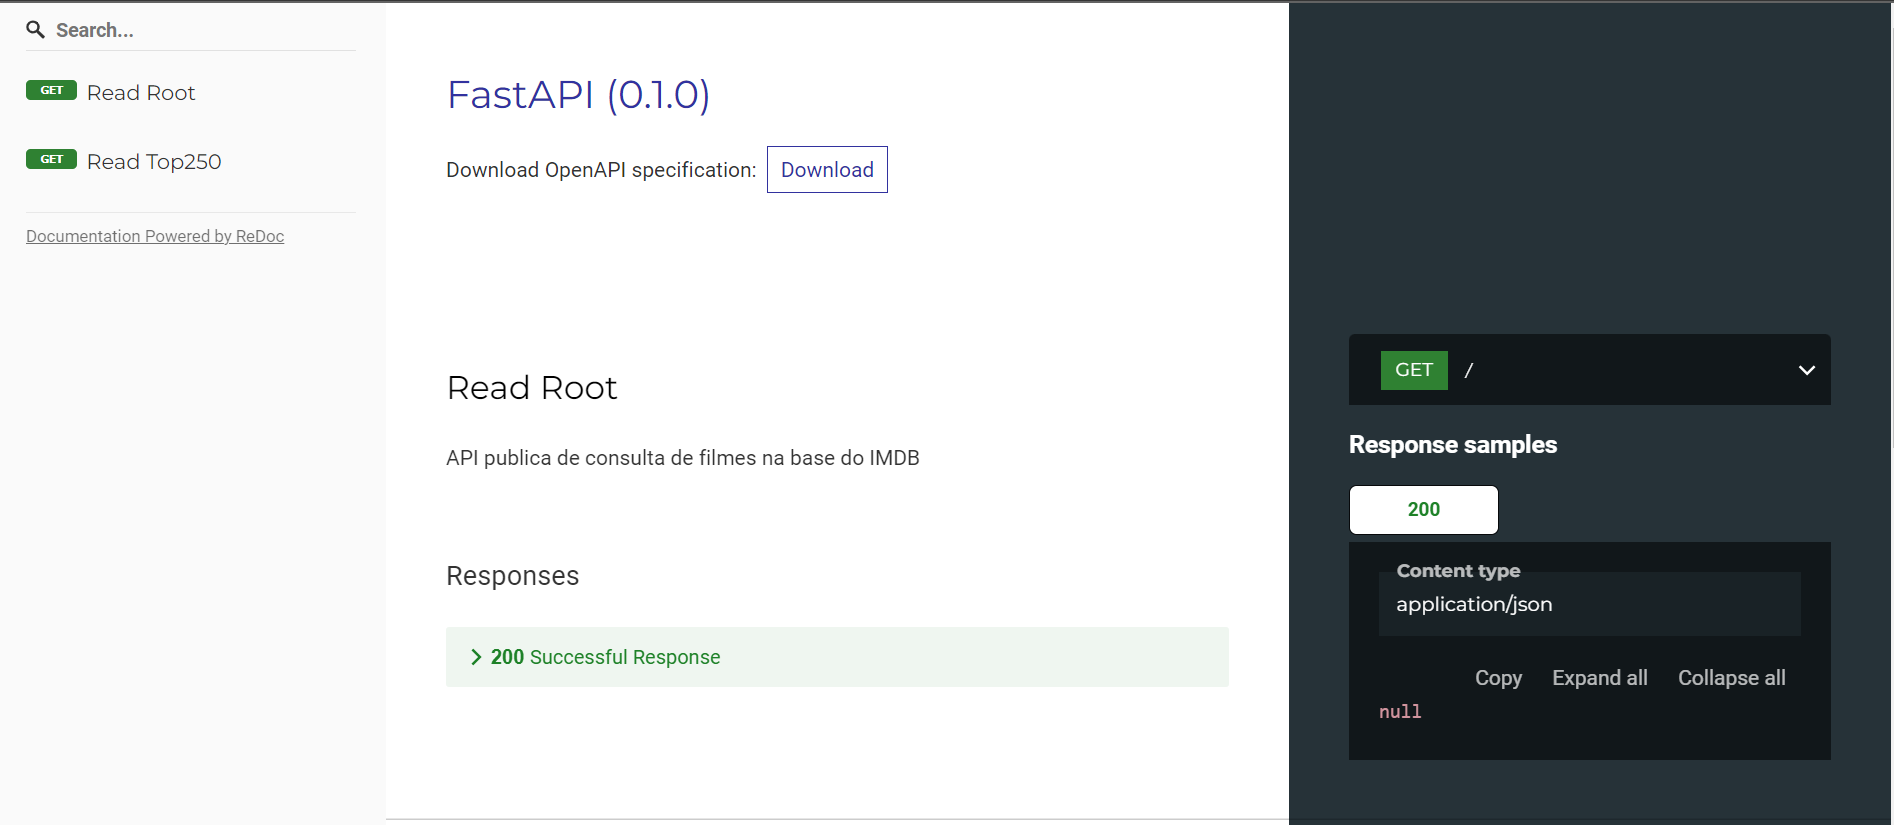 Search...
GET Read Root
GET Read Top250
Documentation Powered by ReDoc
FastAPI (0.1.0)
Download OpenAPI specification: Download
Read Root
API publica de consulta de filmes na base do IMDB
Responses
200 Successful Response
GET /
Response samples
200
Content type
application/json
Copy Expand all Collapse all
null